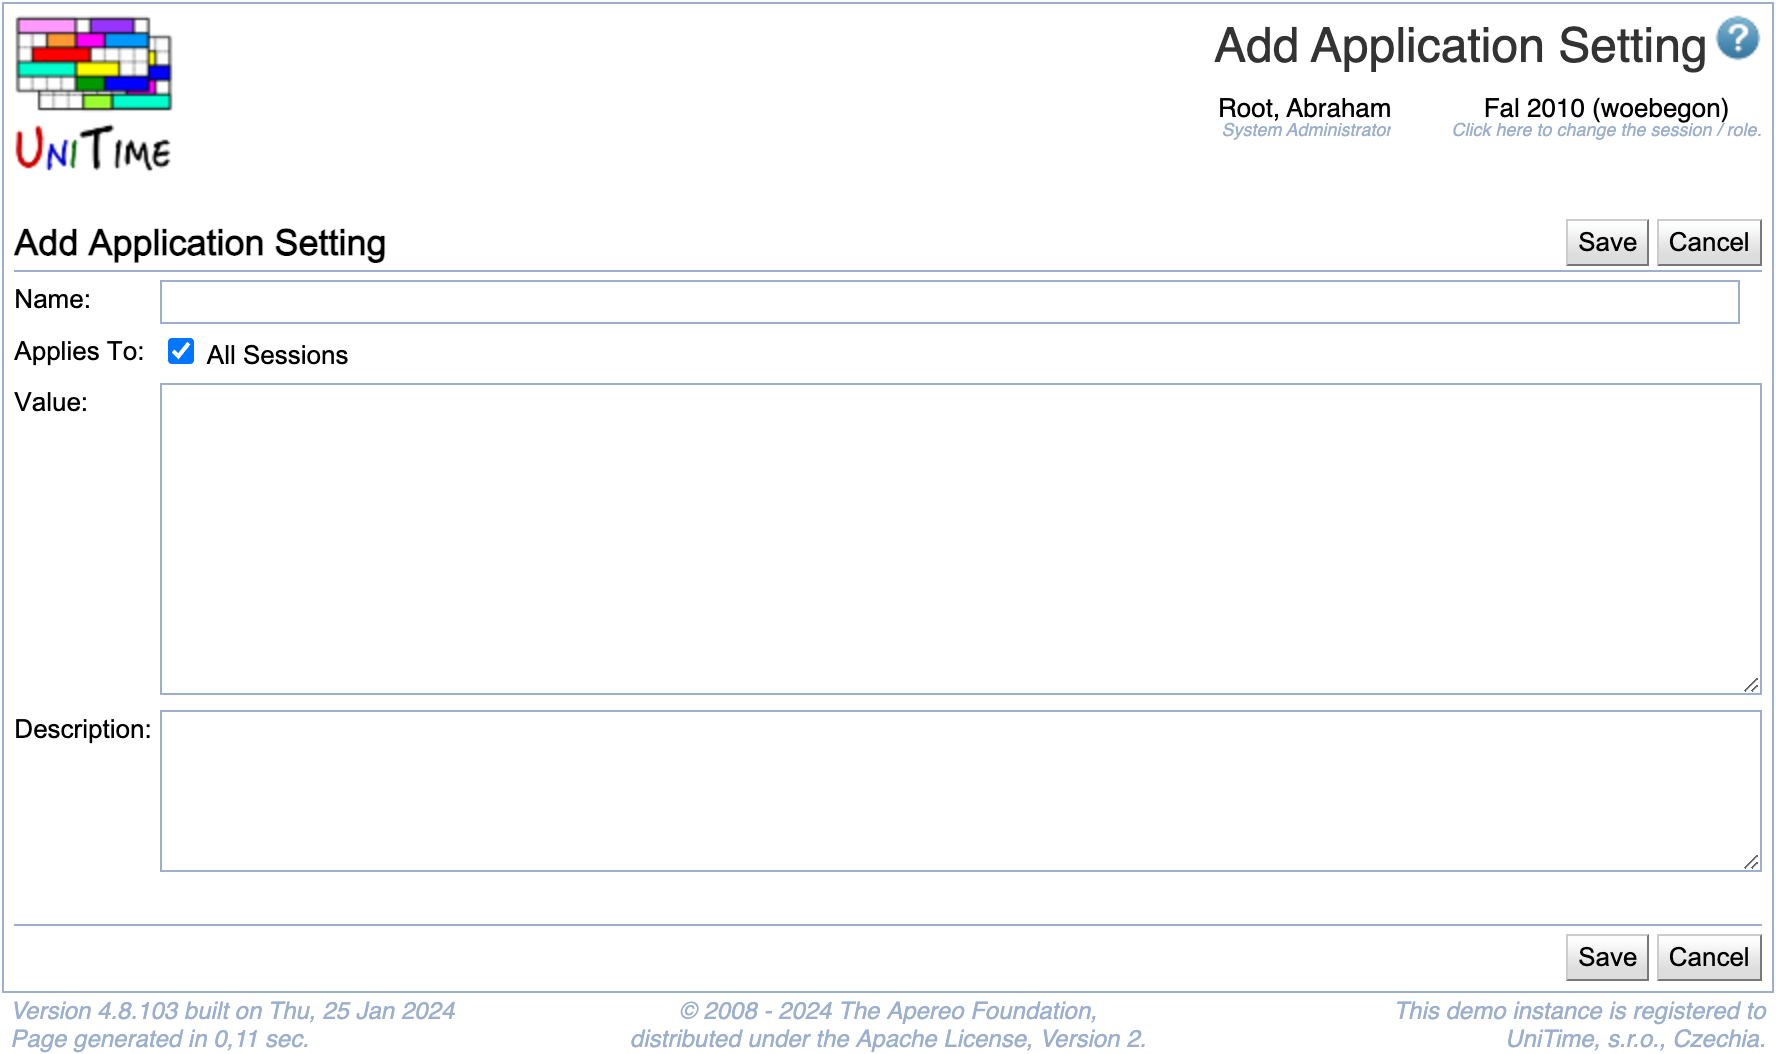 UniTime
Add Application Setting
?
Root, Abraham
System Administrator
Fal 2010 (woebegon)
Click here to change the session / role.
Add Application Setting
Save
Cancel
Name:
Applies To:
All Sessions
Value:
Description:
Save
Cancel
Version 4.8.103 built on Thu, 25 Jan 2024
Page generated in 0,11 sec.
© 2008 - 2024 The Apereo Foundation,
distributed under the Apache License, Version 2.
This demo instance is registered to
UniTime, s.r.o., Czechia.